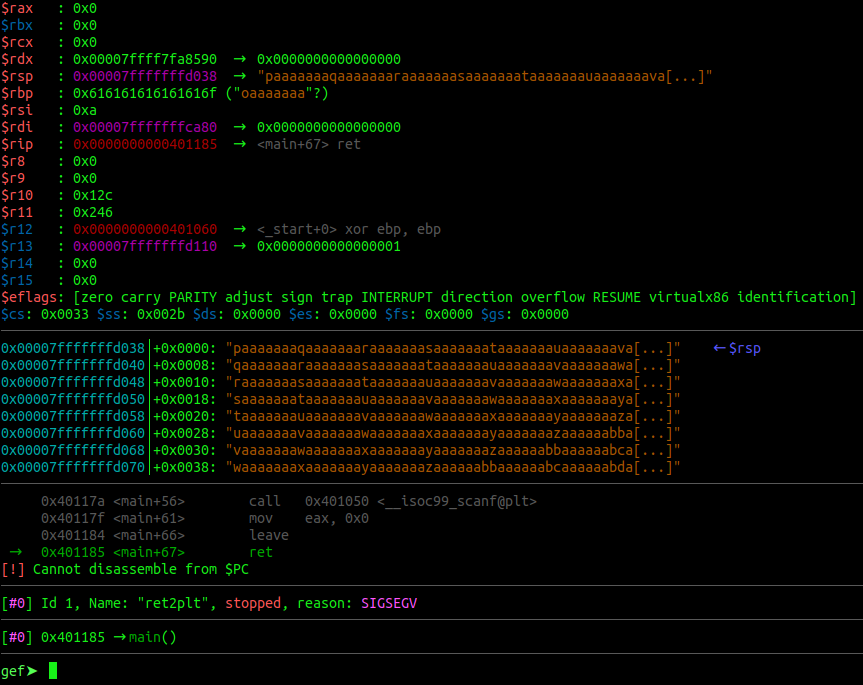 $rax   : 0x0
$rbx   : 0x0
$rcx   : 0x0
$rdx   : 0x00007ffff7fa8590  →  0x0000000000000000
$rsp   : 0x00007fffffffd038  →  "paaaaaaaqaaaaaaaraaaaaaasaaaaaaataaaaaaauaaaaaaava[...]"
$rbp   : 0x616161616161616f ("oaaaaaaa"?)
$rsi   : 0xa
$rdi   : 0x00007fffffffca80  →  0x0000000000000000
$rip   : 0x0000000000401185  →  <main+67> ret
$r8    : 0x0
$r9    : 0x0
$r10   : 0x12c
$r11   : 0x246
$r12   : 0x0000000000401060  →  <_start+0> xor ebp, ebp
$r13   : 0x00007fffffffd110  →  0x0000000000000001
$r14   : 0x0
$r15   : 0x0
$eflags: [zero carry PARITY adjust sign trap INTERRUPT direction overflow RESUME virtualx86 identification]
$cs: 0x0033 $ss: 0x002b $ds: 0x0000 $es: 0x0000 $fs: 0x0000 $gs: 0x0000
0x00007fffffffd038│+0x0000: "paaaaaaaqaaaaaaaraaaaaaasaaaaaaataaaaaaauaaaaaaava[...]"    ←$rsp
0x00007fffffffd040│+0x0008: "qaaaaaaaraaaaaaasaaaaaaataaaaaaauaaaaaaavaaaaaaawa[...]"
0x00007fffffffd048│+0x0010: "raaaaaaasaaaaaaataaaaaaauaaaaaaavaaaaaaawaaaaaaaxa[...]"
0x00007fffffffd050│+0x0018: "saaaaaaataaaaaaauaaaaaaavaaaaaaawaaaaaaaxaaaaaaaya[...]"
0x00007fffffffd058│+0x0020: "taaaaaaauaaaaaaavaaaaaaawaaaaaaaxaaaaaaayaaaaaaaza[...]"
0x00007fffffffd060│+0x0028: "uaaaaaaavaaaaaaawaaaaaaaxaaaaaaayaaaaaaazaaaaaabba[...]"
0x00007fffffffd068│+0x0030: "vaaaaaaawaaaaaaaxaaaaaaayaaaaaaazaaaaaabbaaaaaabca[...]"
0x00007fffffffd070│+0x0038: "waaaaaaaxaaaaaaayaaaaaaazaaaaaabbaaaaaabcaaaaaabda[...]"
0x40117a <main+56>        call   0x401050 <__isoc99_scanf@plt>
0x40117f <main+61>        mov    eax, 0x0
0x401184 <main+66>        leave
→  0x401185 <main+67>        ret
[!] Cannot disassemble from $PC
[#0] Id 1, Name: "ret2plt", stopped, reason: SIGSEGV
[#0] 0x401185 →main()
gef➤